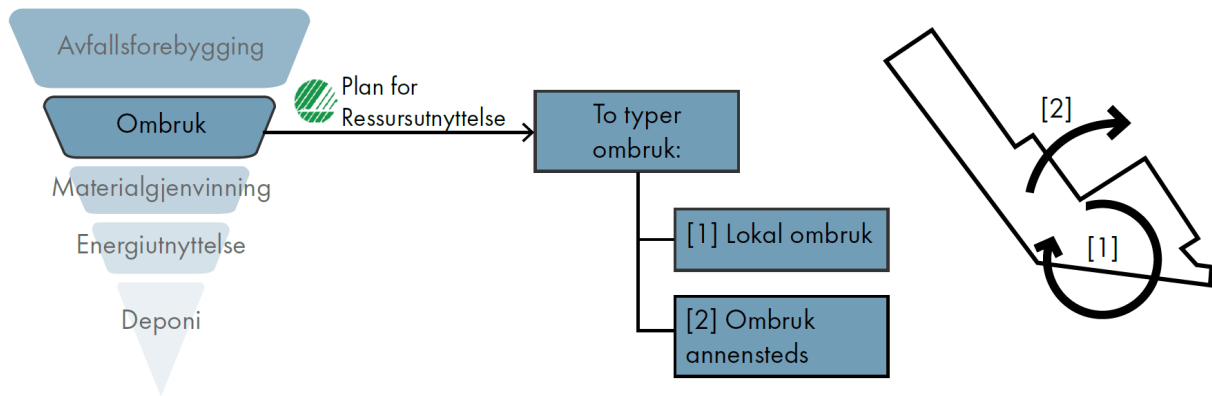 Avfallsforebygging
Ombruk
Materialgjenvinning
Energiutnyttelse
Deponi
Plan for
Ressursutnyttelse
To typer
ombruk:
[1] Lokal ombruk
[2] Ombruk
annensteds
[2]
[1]